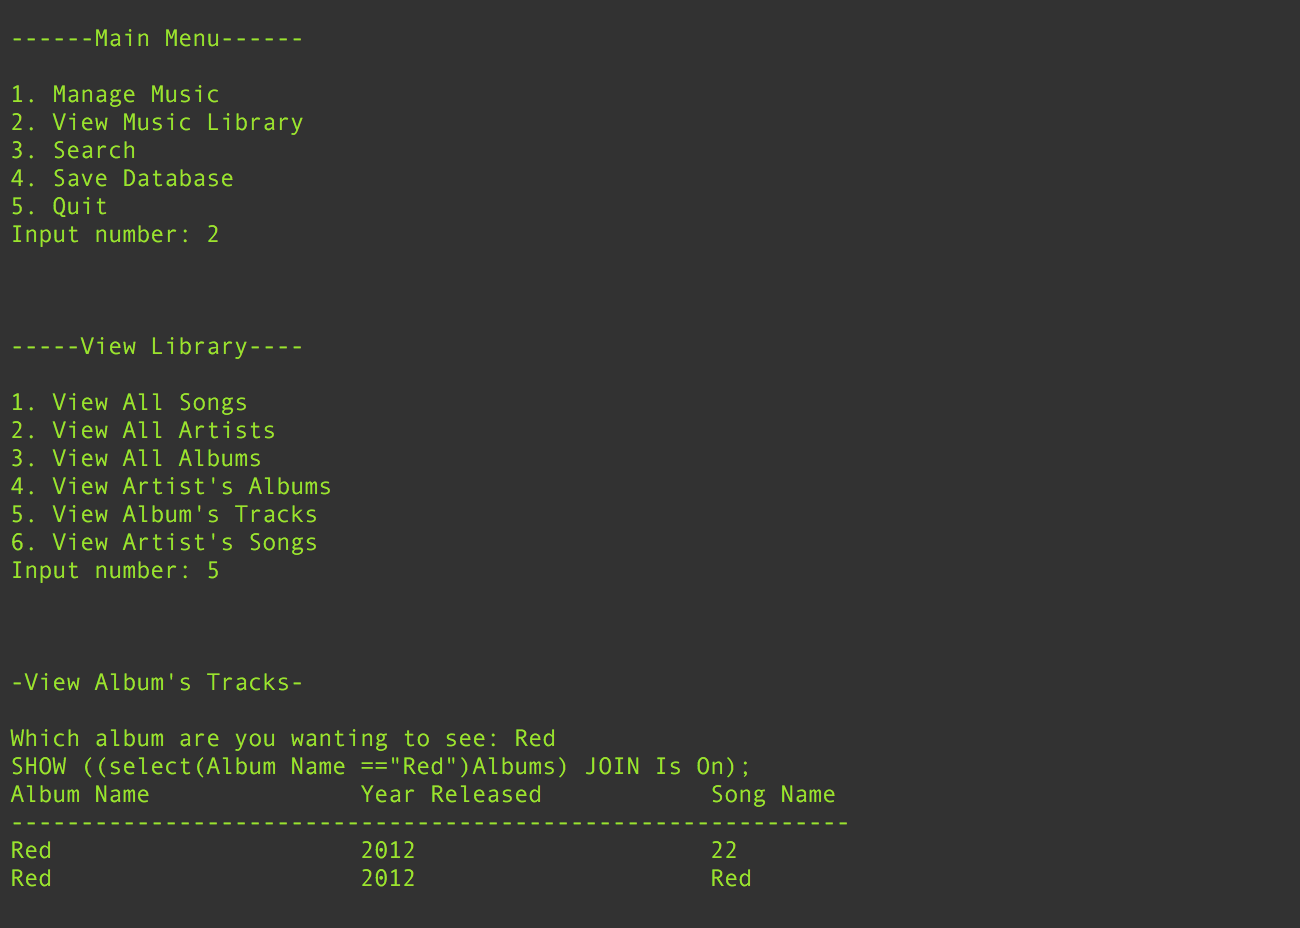 ------Main Menu------
1. Manage Music
2. View Music Library
3. Search
4. Save Database
5. Quit
Input number: 2
-----View Library----
1. View All Songs
2. View All Artists
3. View All Albums
4. View Artist's Albums
5. View Album's Tracks
6. View Artist's Songs
Input number: 5
-View Album's Tracks-
Which album are you wanting to see: Red
SHOW ((select(Album Name =="Red")Albums) JOIN Is On);
Album Name Year Released Song Name
------------------------------------------------------------
Red 2012 22
Red 2012 Red